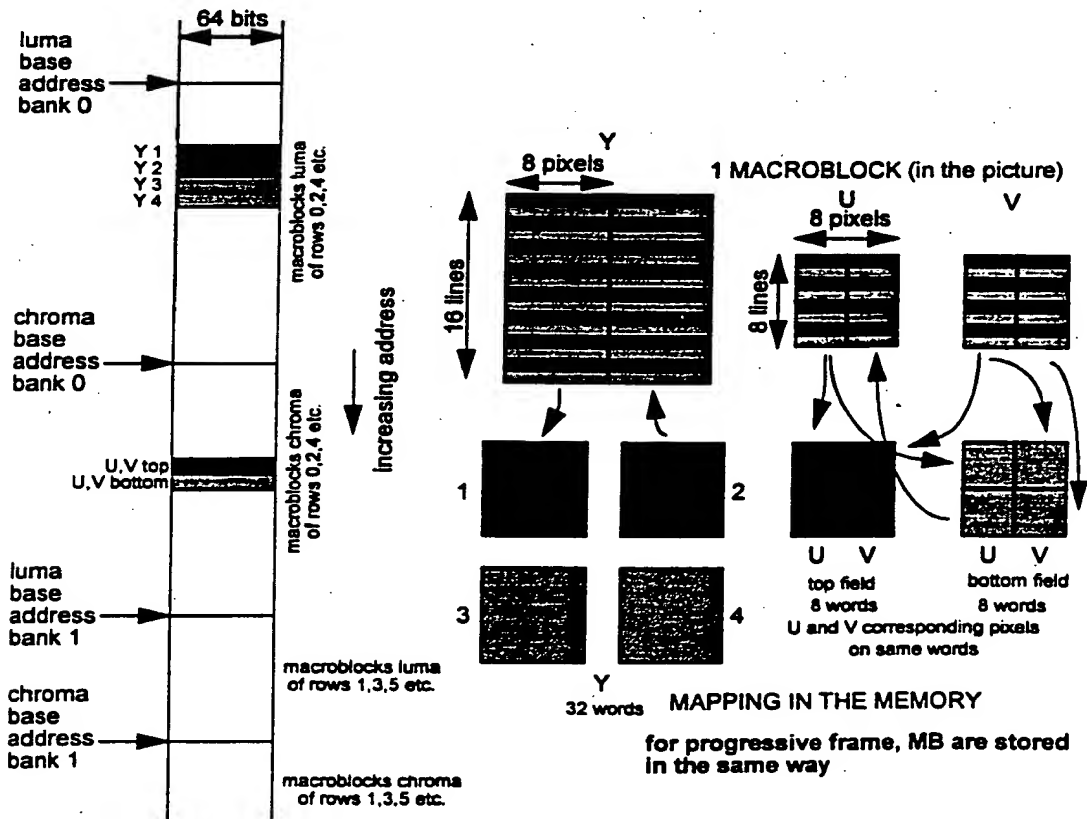 64 bits
luma
base
address
bank 0
Y 1
Y 2
Y 3
Y 4
macroblocks luma
of rows 0,2,4 etc.
chroma
base
address
bank 0
increasing address
U,V top
U,V bottom
macroblocks chroma
of rows 0,2,4 etc.
luma
base
address
bank 1
macroblocks luma
of rows 1,3,5 etc.
chroma
base
address
bank 1
macroblocks chroma
of rows 1,3,5 etc.
Y
8 pixels
16 lines
1 MACROBLOCK (in the picture)
U
V
8 pixels
8 lines
1
2
3
4
Y
32 words
U V
top field
8 words
U V
bottom field
8 words
U and V corresponding pixels
on same words
MAPPING IN THE MEMORY
for progressive frame, MB are stored
in the same way